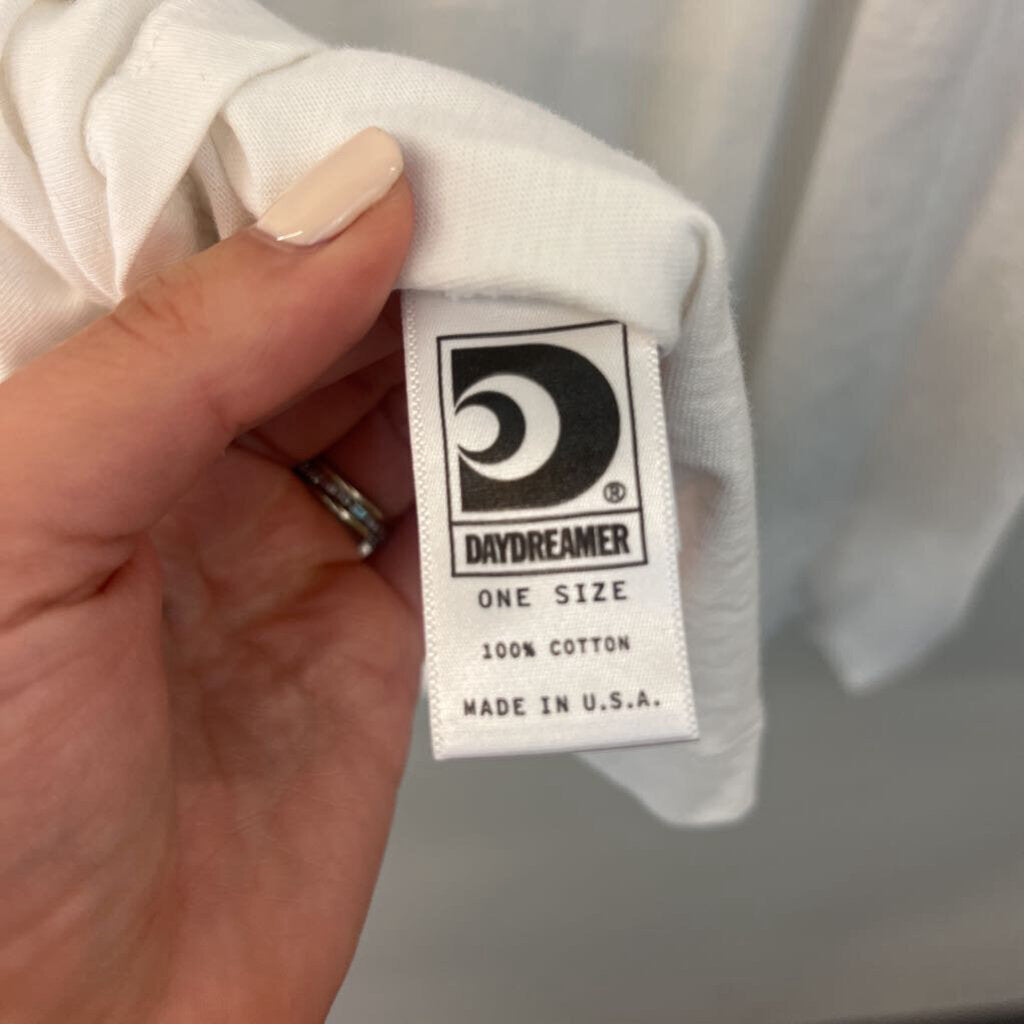 D
®
DAYDREAMER
ONE SIZE
100% COTTON
MADE IN U.S.A.